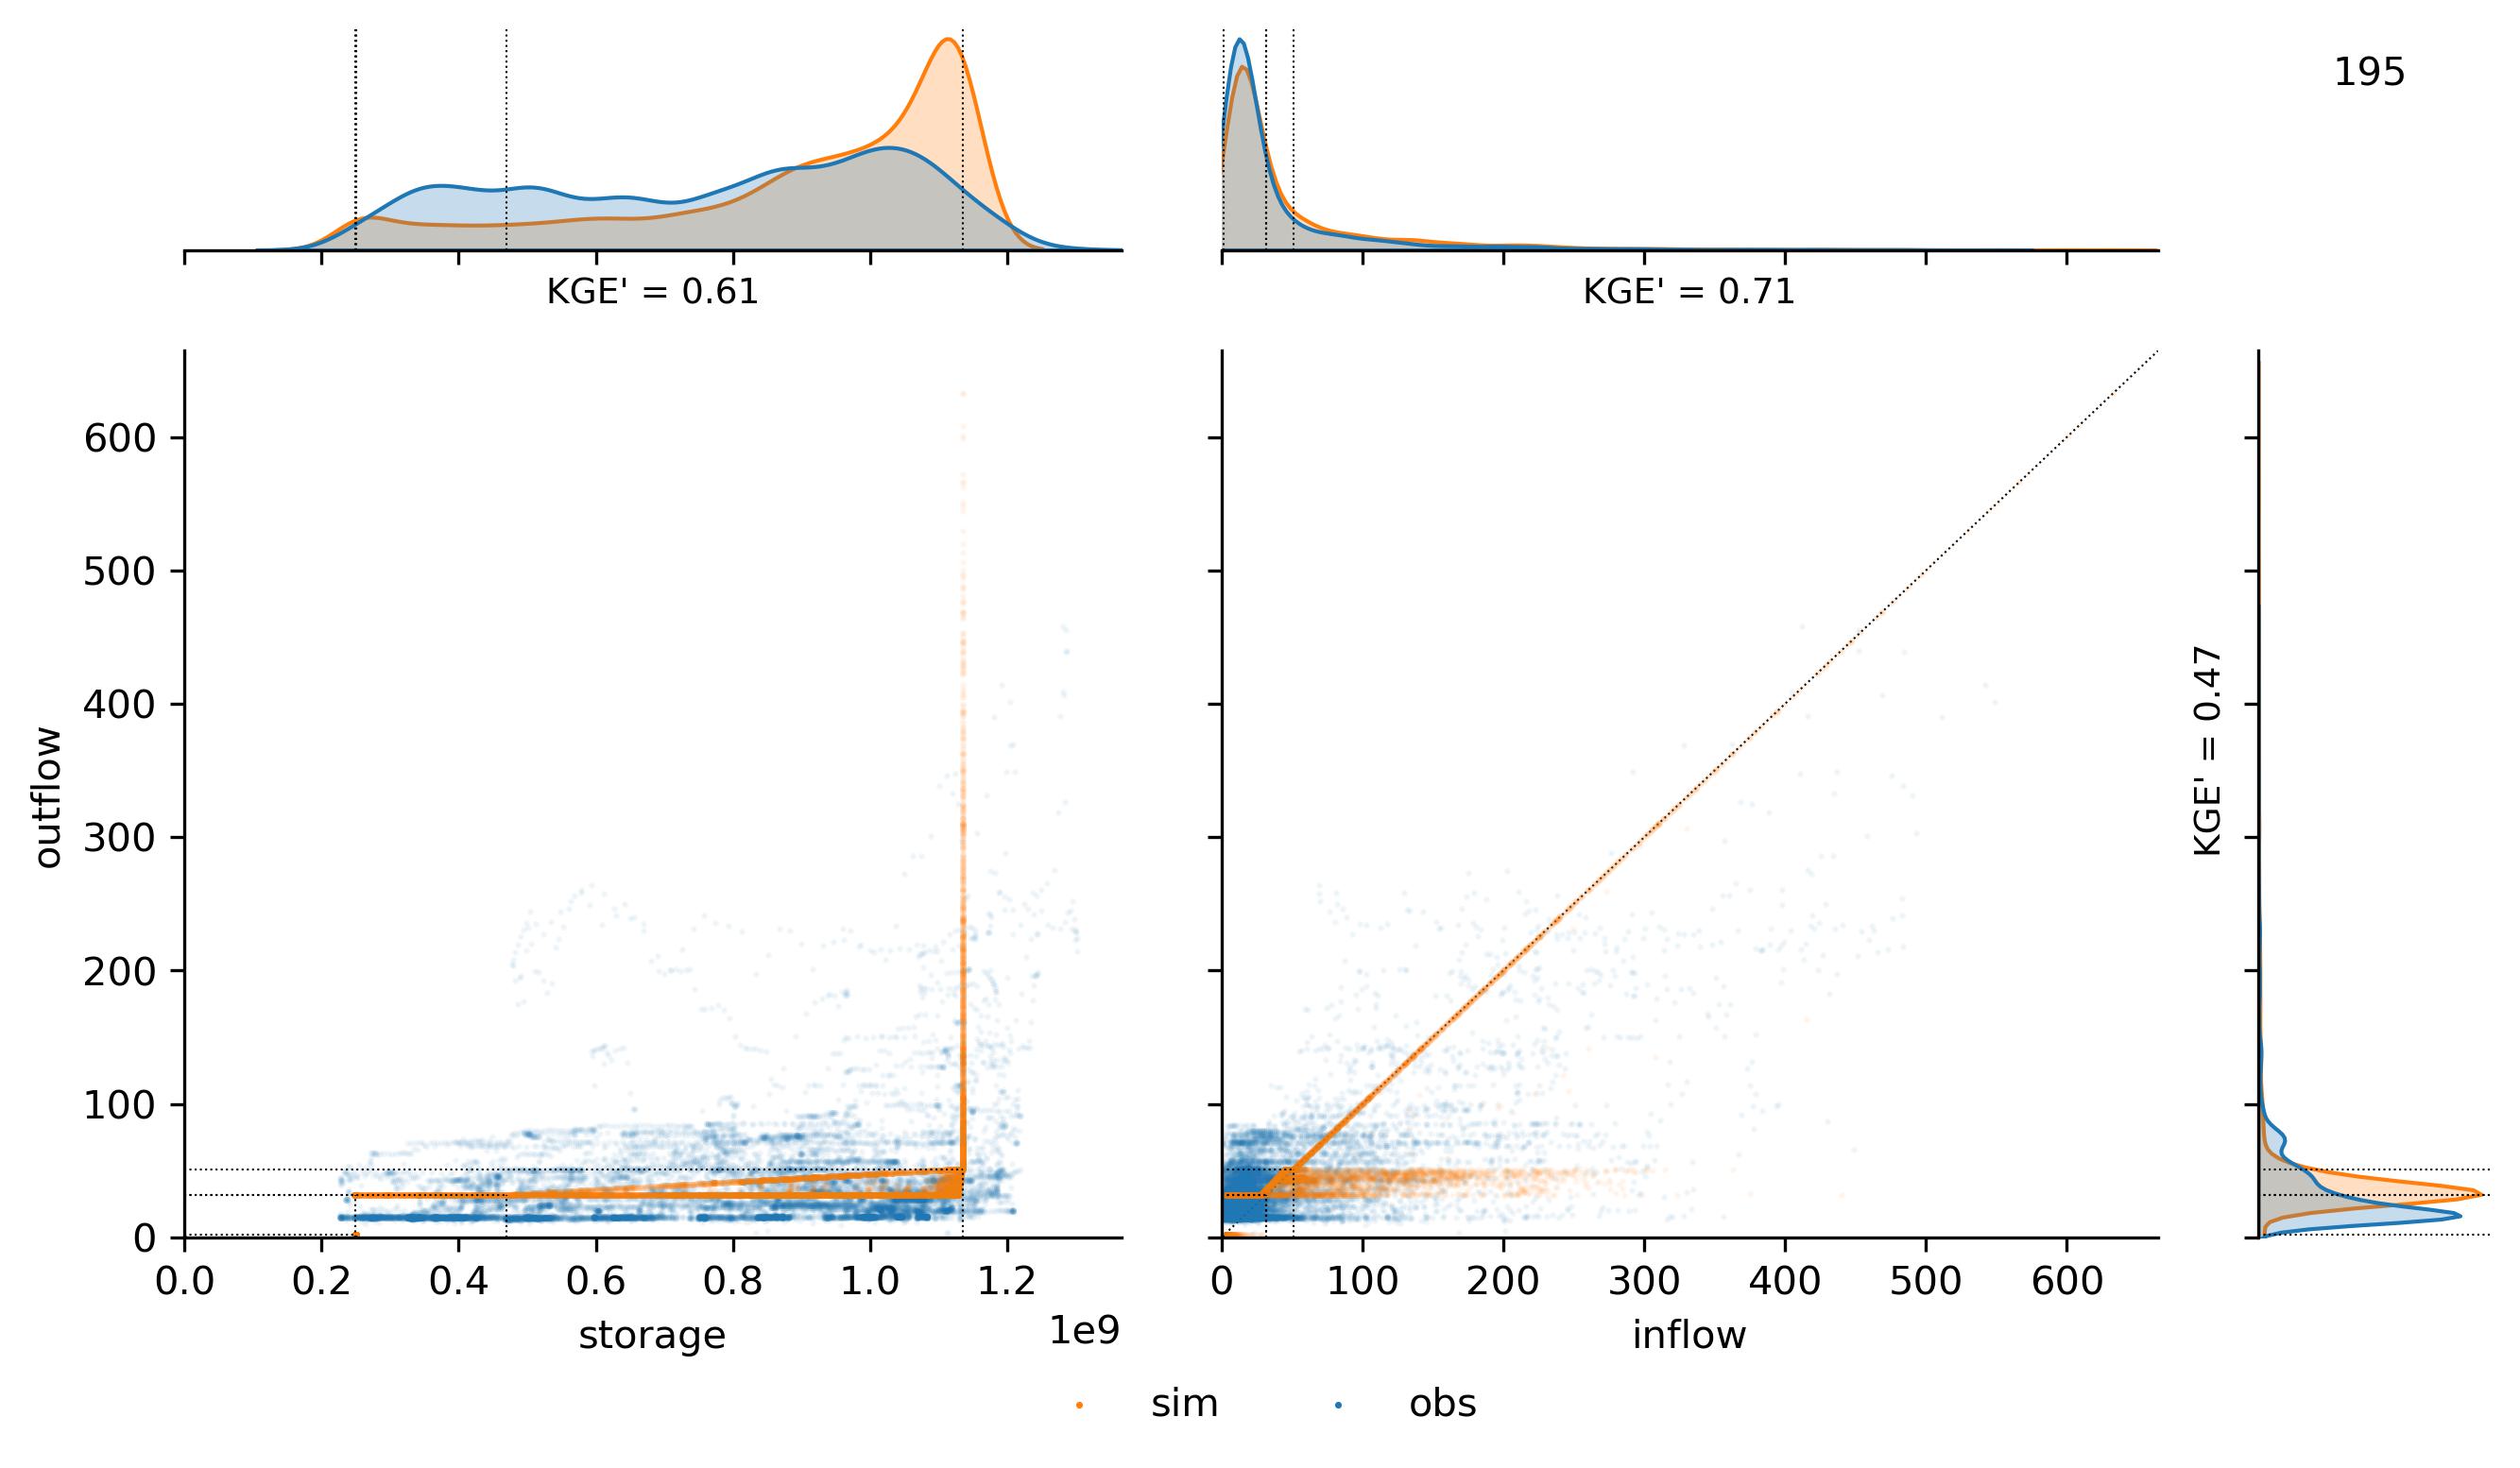 195
KGE' = 0.61
KGE' = 0.71
600
500
400
300
200
100
0
outflow
KGE' = 0.47
0.0 0.2 0.4 0.6 0.8 1.0 1.2
1e9
storage
0 100 200 300 400 500 600
inflow
sim obs